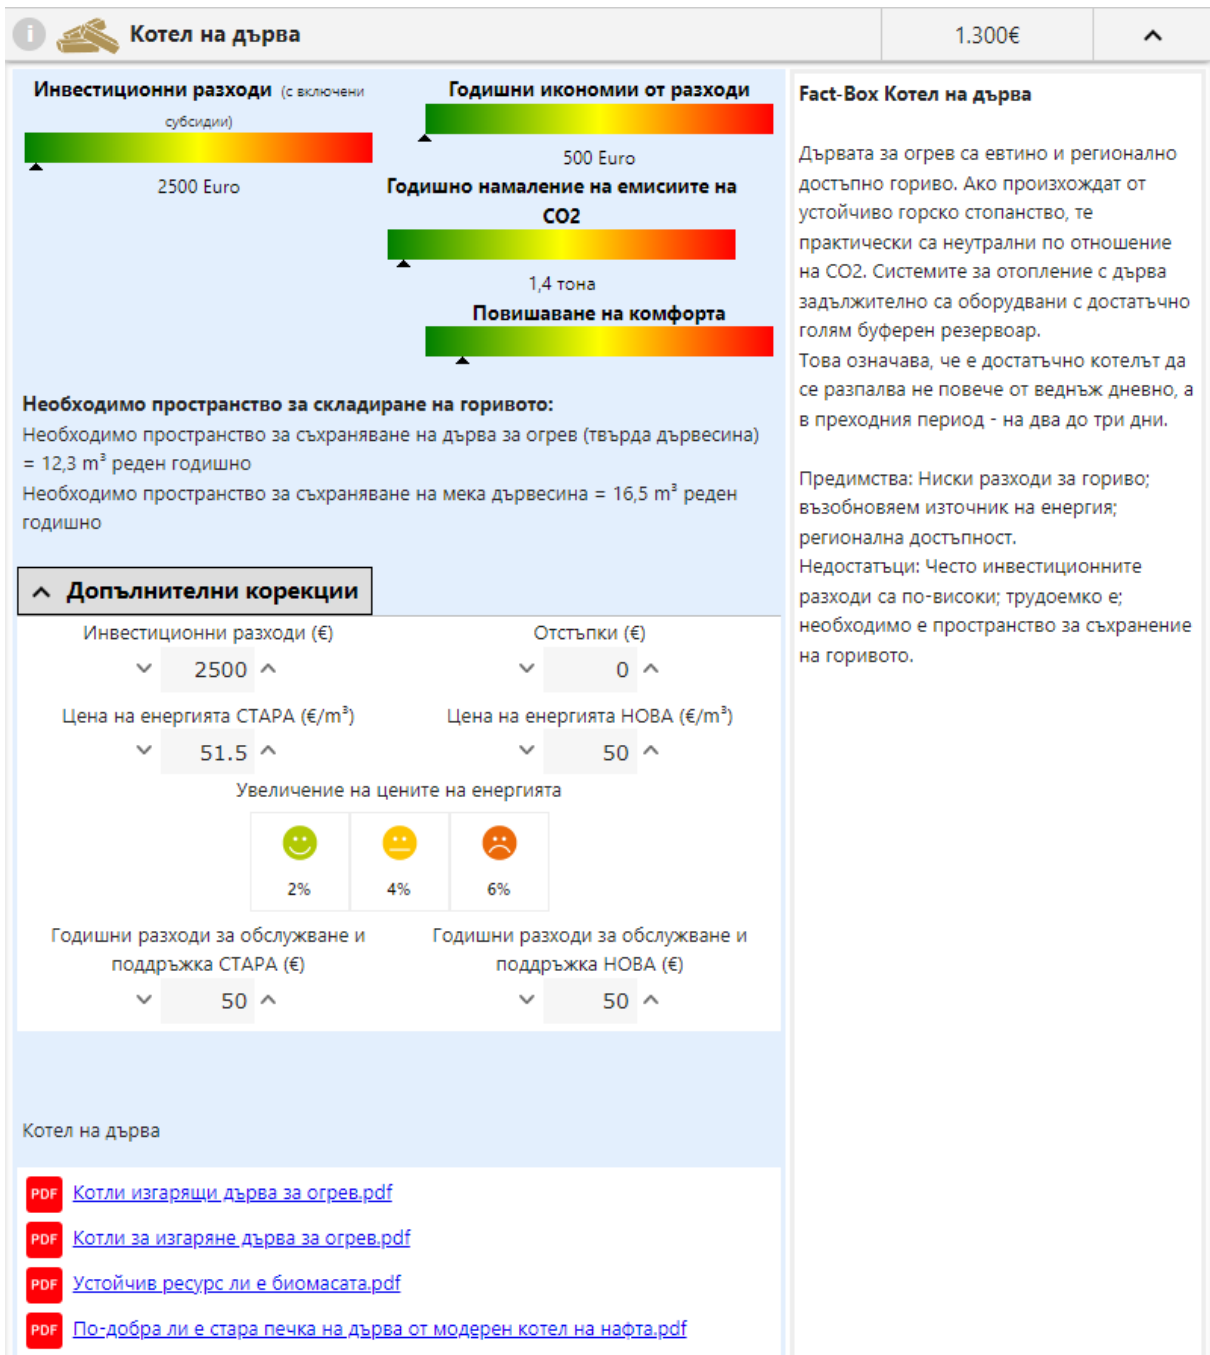 Котел на дърва
1.300€
Инвестиционни разходи (с включени
субсидии)
2500 Euro
Годишни икономии от разходи
500 Euro
Годишно намаление на емисиите на
CO2
1,4 тона
Повишаване на комфорта
Необходимо пространство за складиране на горивото:
Необходимо пространство за съхраняване на дърва за огрев (твърда дървесина)
= 12,3 m³ реден годишно
Необходимо пространство за съхраняване на мека дървесина = 16,5 m³ реден
годишно
Допълнителни корекции
Инвестиционни разходи (€)
Отстъпки (€)
2500
0
Цена на енергията СТАРА (€/m³)
Цена на енергията НОВА (€/m³)
51.5
50
Увеличение на цените на енергията
2%
4%
6%
Годишни разходи за обслужване и
поддръжка СТАРА (€)
Годишни разходи за обслужване и
поддръжка НОВА (€)
50
50
Котел на дърва
PDF Котли изгарящи дърва за огрев.pdf
PDF Котли за изгаряне дърва за огрев.pdf
PDF Устойчив ресурс ли е биомасата.pdf
PDF По-добра ли е стара печка на дърва от модерен котел на нафта.pdf
Fact-Box Котел на дърва
Дървата за огрев са евтино и регионално
достъпно гориво. Ако произхождат от
устойчиво горско стопанство, те
практически са неутрални по отношение
на CO2. Системите за отопление с дърва
задължително са оборудвани с достатъчно
голям буферен резервоар.
Това означава, че е достатъчно котелът да
се разпалва не повече от веднъж дневно, а
в преходния период - на два до три дни.
Предимства: Ниски разходи за гориво;
възобновяем източник на енергия;
регионална достъпност.
Недостатъци: Често инвестиционните
разходи са по-високи; трудоемко е;
необходимо е пространство за съхранение
на горивото.